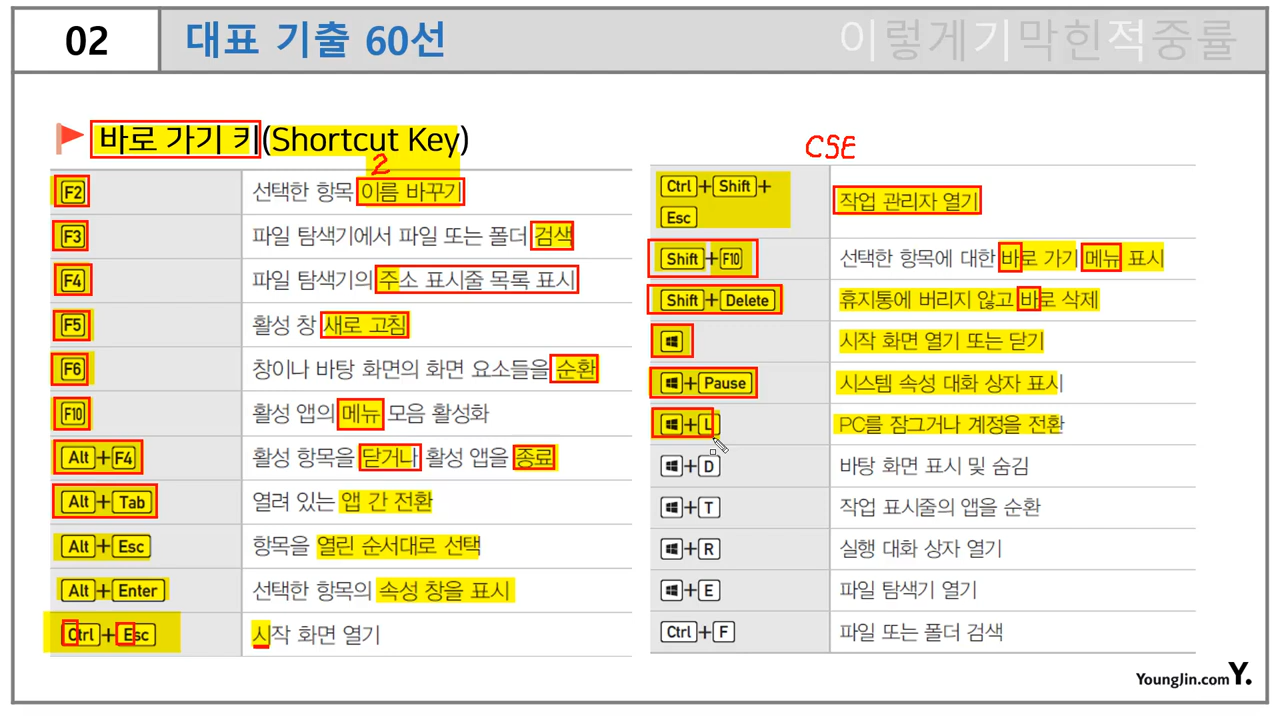 02
대표 기출 60선
이렇게기막힌적중률
바로 가기 키(Shortcut Key)
2
F2 선택한 항목 이름 바꾸기
F3 파일 탐색기에서 파일 또는 폴더 검색
F4 파일 탐색기의 주소 표시줄 목록 표시
F5 활성 창 새로 고침
F6 창이나 바탕 화면의 화면 요소들을 순환
F10 활성 앱의 메뉴 모음 활성화
Alt+F4 활성 항목을 닫거나 활성 앱을 종료
Alt+Tab 열려 있는 앱 간 전환
Alt+Esc 항목을 열린 순서대로 선택
Alt+Enter 선택한 항목의 속성 창을 표시
Ctrl+Esc 시작 화면 열기
CSE
Ctrl+Shift+
Esc
작업 관리자 열기
Shift+F10 선택한 항목에 대한 바로 가기 메뉴 표시
Shift+Delete 휴지통에 버리지 않고 바로 삭제
시작 화면 열기 또는 닫기
+Pause 시스템 속성 대화 상자 표시
+L PC를 잠그거나 계정을 전환
+D 바탕 화면 표시 및 숨김
+T 작업 표시줄의 앱을 순환
+R 실행 대화 상자 열기
+E 파일 탐색기 열기
Ctrl+F 파일 또는 폴더 검색
YoungJin.com Y.